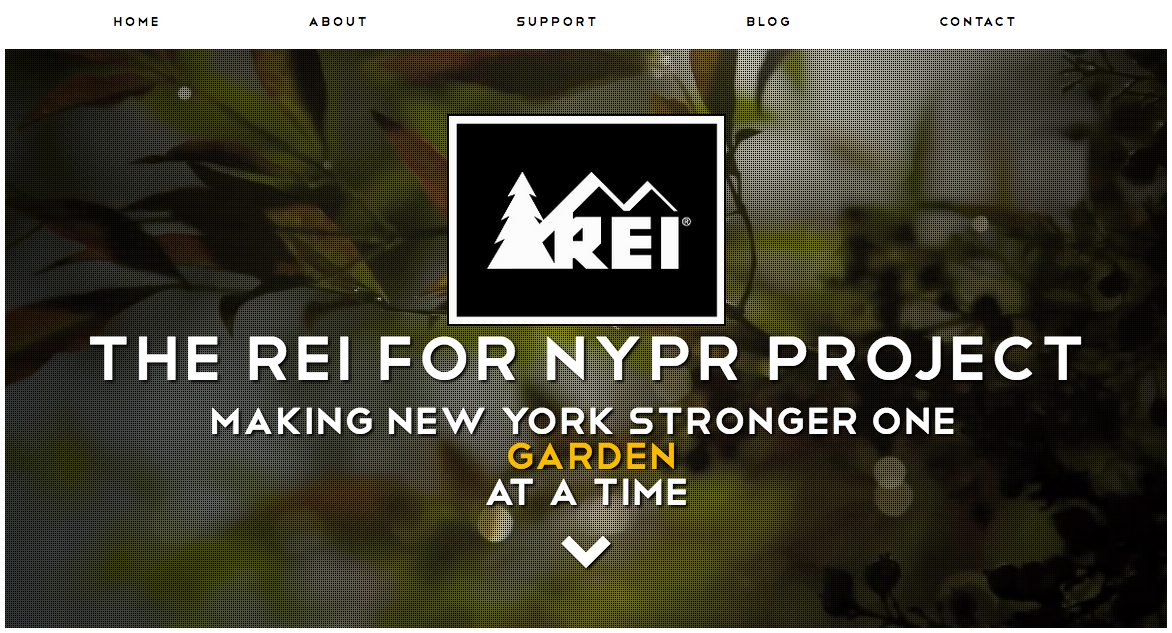 HOME ABOUT SUPPORT BLOG CONTACT
REI®
THE REI FOR NYPR PROJECT
MAKING NEW YORK STRONGER ONE
GARDEN
AT A TIME